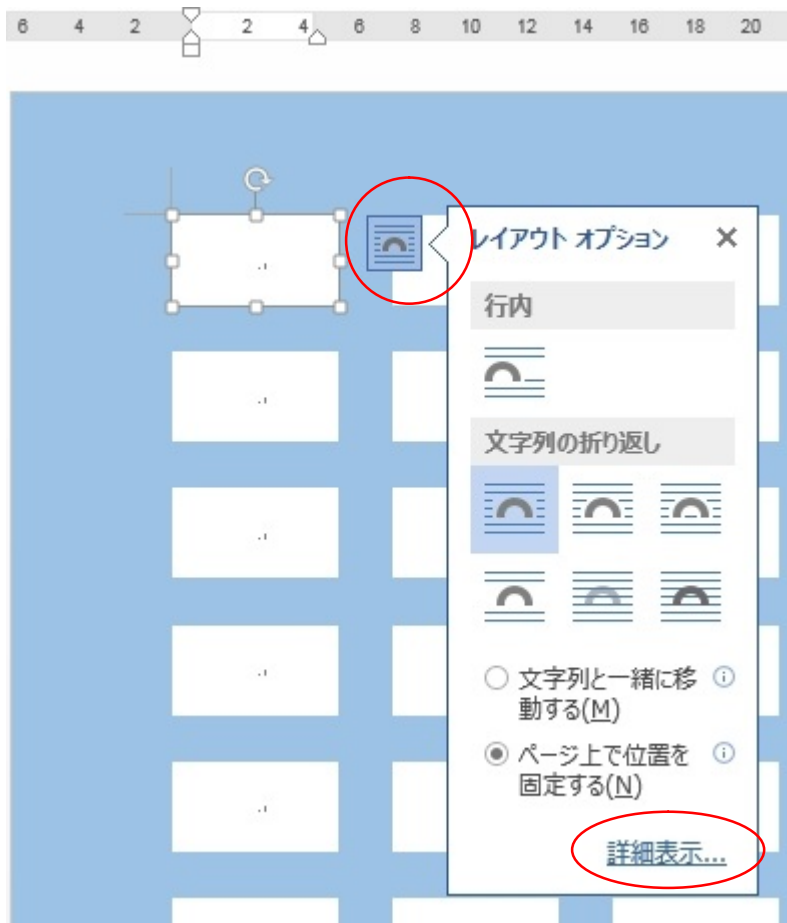 6 4 2 2 4 6 8 10 12 14 16 18 20
レイアウト オプション
行内
文字列の折り返し
文字列と一緒に移
動する(M)
ページ上で位置を
固定する(N)
詳細表示...